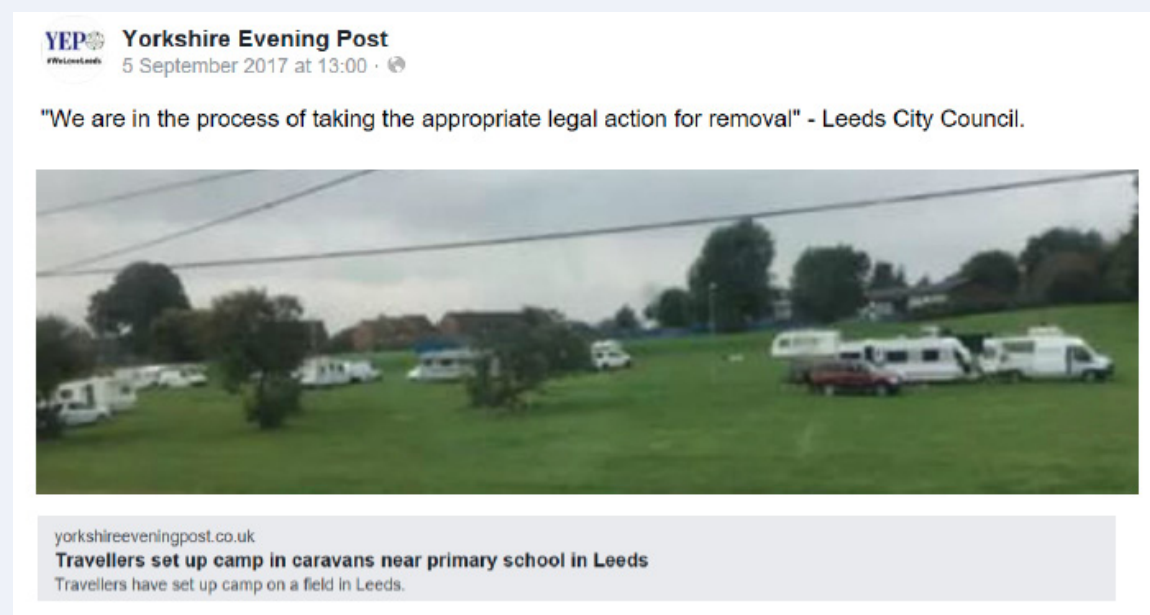 YEP
#WeLoveLeeds
Yorkshire Evening Post
5 September 2017 at 13:00 ·
"We are in the process of taking the appropriate legal action for removal" - Leeds City Council.
yorkshireeveningpost.co.uk
Travellers set up camp in caravans near primary school in Leeds
Travellers have set up camp on a field in Leeds.